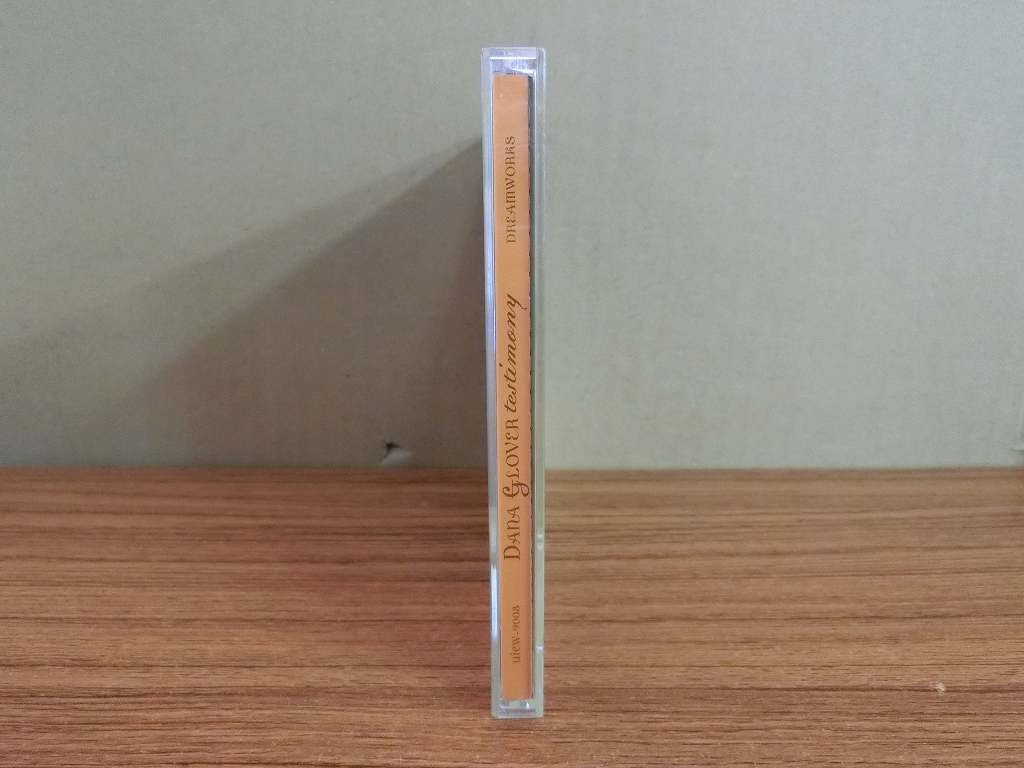 UICW-9008
DANA GLOVER testimony
DREAMWORKS